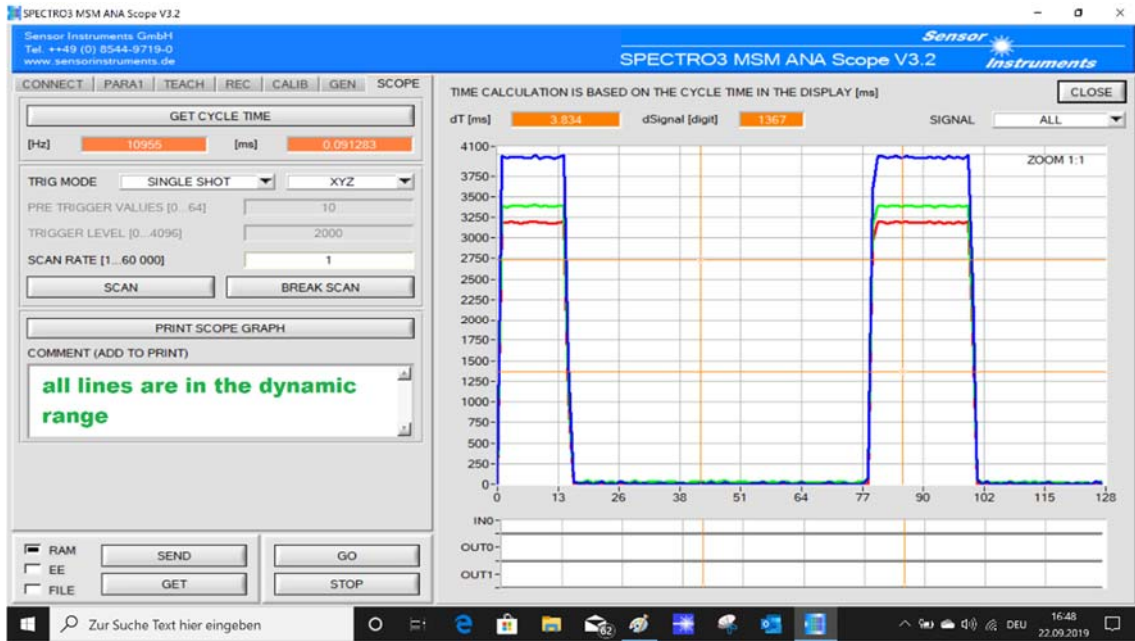 SPECTRO3 MSM ANA Scope V3.2
Sensor Instruments GmbH
Tel. ++49 (0) 8544-9719-0
www.sensorinstruments.de
Sensor
Instruments
SPECTRO3 MSM ANA Scope V3.2
CONNECT PARA1 TEACH REC CALIB GEN SCOPE
GET CYCLE TIME
[Hz] 10955 [ms] 0.091283
TRIG MODE SINGLE SHOT XYZ
PRE TRIGGER VALUES [0...64] 10
TRIGGER LEVEL [0...4096] 2000
SCAN RATE [1...60 000] 1
SCAN BREAK SCAN
PRINT SCOPE GRAPH
COMMENT (ADD TO PRINT)
all lines are in the dynamic
range
RAM
EE
FILE
SEND GO
GET STOP
TIME CALCULATION IS BASED ON THE CYCLE TIME IN THE DISPLAY [ms]
CLOSE
dT [ms] 3.834 dSignal [digit] 1367 SIGNAL ALL
ZOOM 1:1
4100
3750
3500
3250
3000
2750
2500
2250
2000
1750
1500
1250
1000
750
500
250
0
0 13 26 38 51 64 77 90 102 115 128
IN0
OUT0
OUT1
Zur Suche Text hier eingeben
62
DEU
16:48
22.09.2019